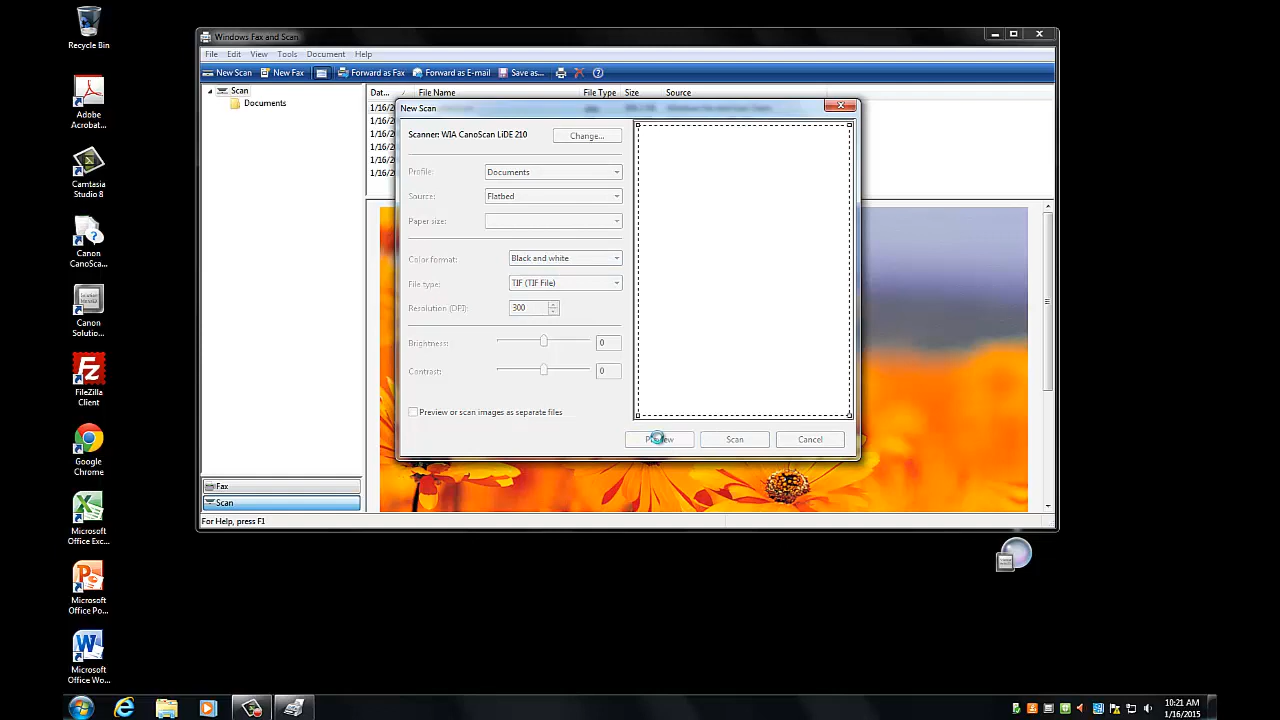 Recycle Bin
Adobe
Acrobat...
Camtasia
Studio 8
Canon
CanoSca...
Canon
Solutio...
FileZilla
Client
Google
Chrome
Microsoft
Office Exc...
Microsoft
Office Po...
Microsoft
Office Wo...
Windows Fax and Scan
File Edit View Tools Document Help
New Scan New Fax Forward as Fax Forward as E-mail Save as...
Scan
Documents
Dat... File Name File Type Size Source
1/16/2
1/16/2
1/16/2
1/16/2
1/16/2
1/16/2
New Scan
Scanner: WIA CanoScan LiDE 210 Change...
Profile: Documents
Source: Flatbed
Paper size:
Color format: Black and white
File type: TIF (TIF File)
Resolution (DPI): 300
Brightness: 0
Contrast: 0
Preview or scan images as separate files
Preview Scan Cancel
Fax
Scan
For Help, press F1
10:21 AM
1/16/2015